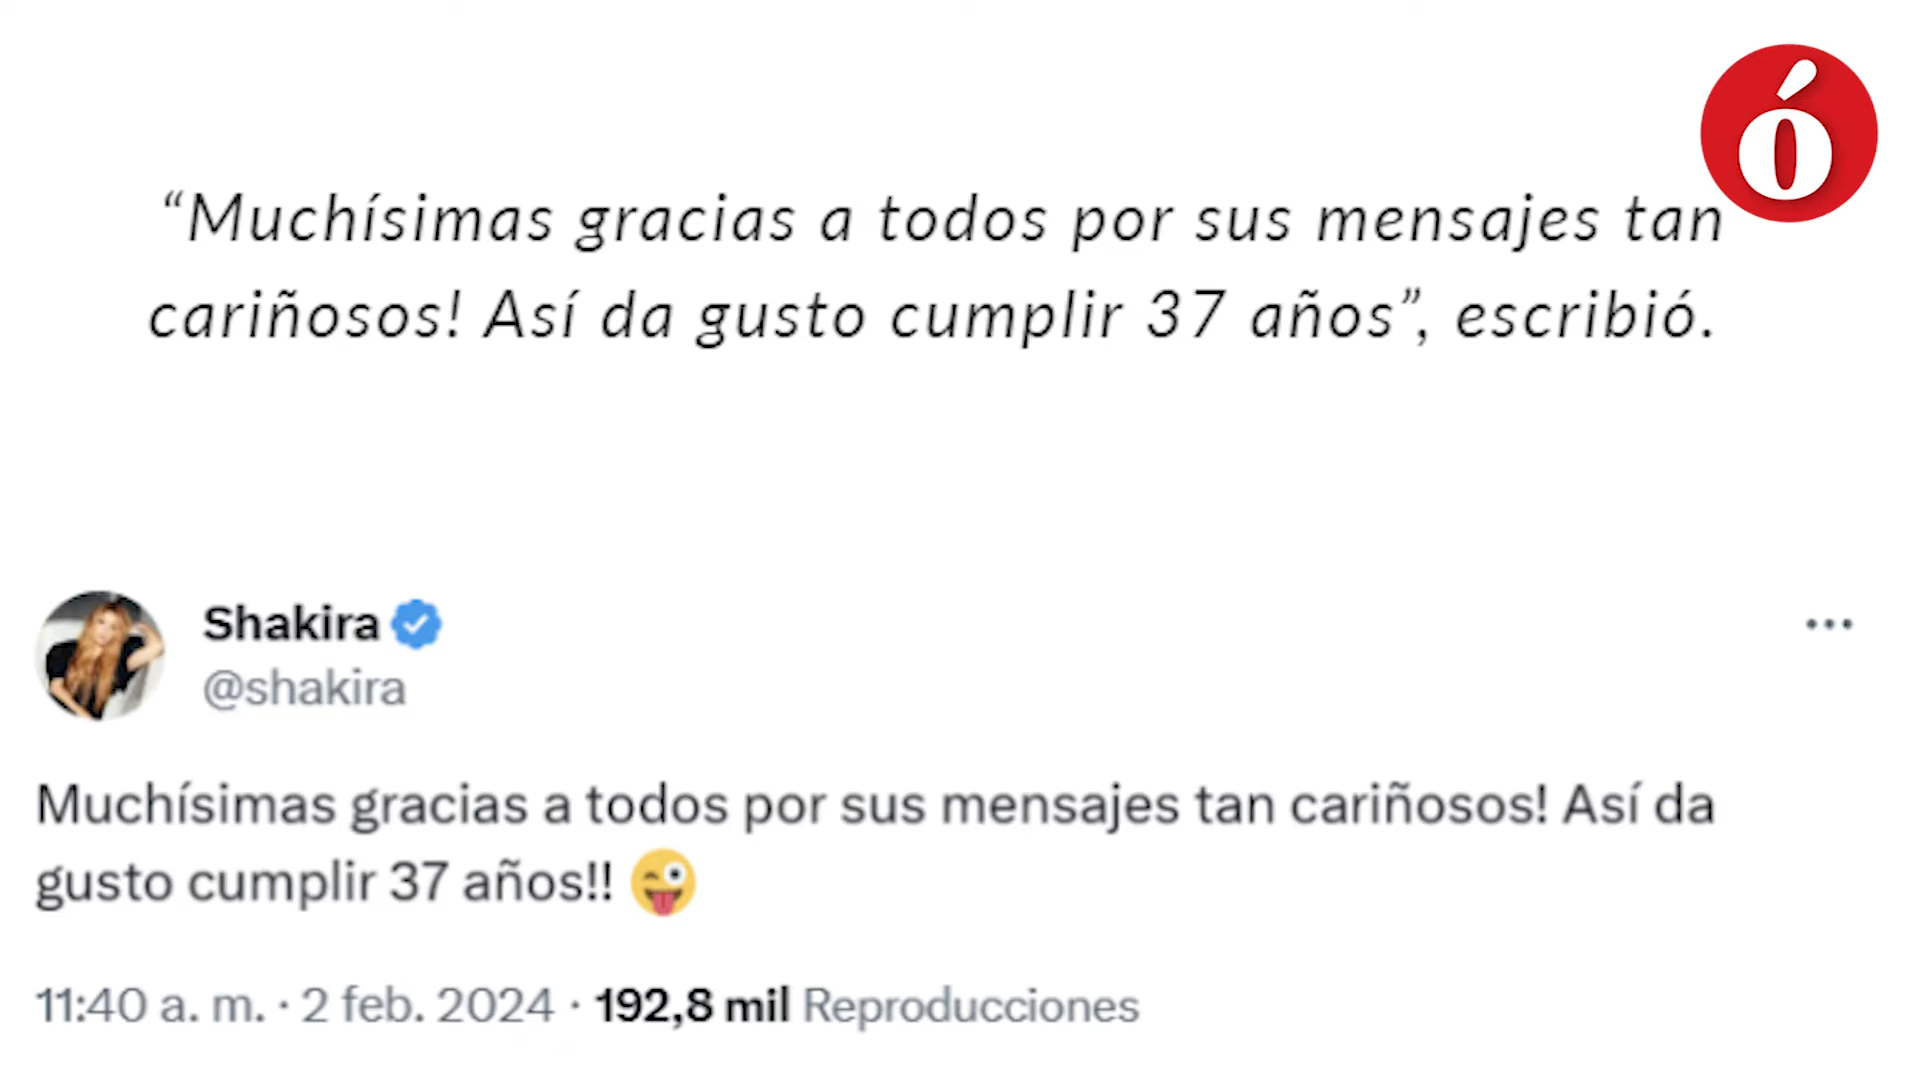 ó
“Muchísimas gracias a todos por sus mensajes tan
cariñosos! Así da gusto cumplir 37 años”, escribió.
Shakira
@shakira
Muchísimas gracias a todos por sus mensajes tan cariñosos! Así da
gusto cumplir 37 años!! 😜
11:40 a. m. · 2 feb. 2024 · 192,8 mil Reproducciones